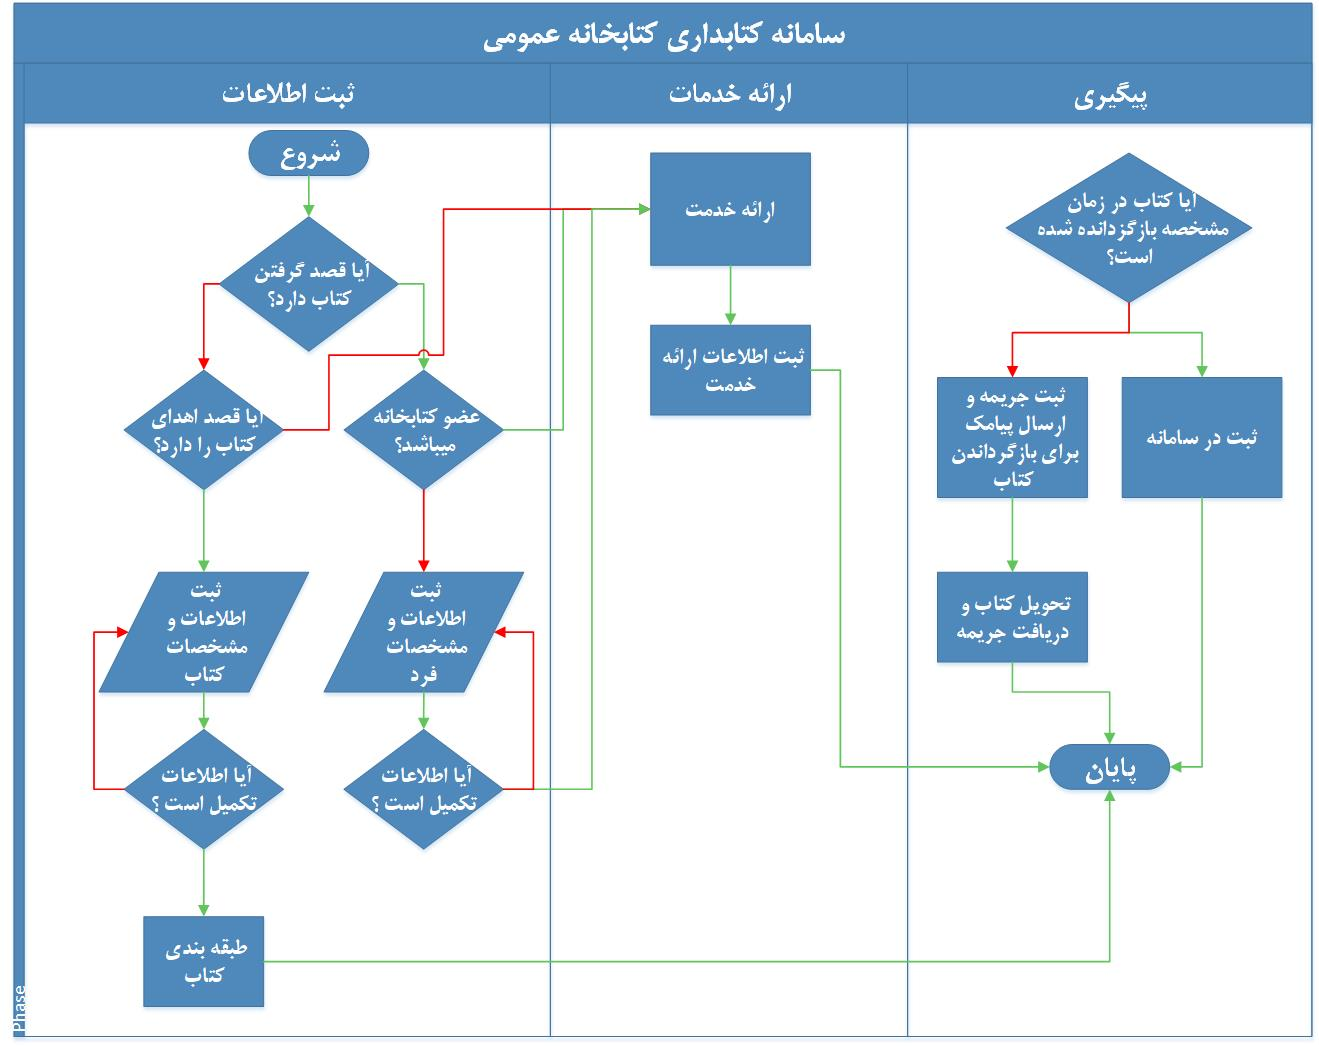 سامانه کتابداری کتابخانه عمومی
ثبت اطلاعات
ارائه خدمات
پیگیری
شروع
آیا قصد گرفتن
کتاب دارد؟
آیا قصد اهدای
کتاب را دارد؟
عضو کتابخانه
میباشد؟
ثبت
اطلاعات و
مشخصات
کتاب
ثبت
اطلاعات و
مشخصات
فرد
آیا اطلاعات
تکمیل است ؟
آیا اطلاعات
تکمیل است ؟
طبقه بندی
کتاب
ارائه خدمت
ثبت اطلاعات ارائه
خدمت
آیا کتاب در زمان
مشخصه بازگزدانده شده
است؟
ثبت جریمه و
ارسال پیامک
برای بازگرداندن
کتاب
ثبت در سامانه
تحویل کتاب و
دریافت جریمه
پایان
Phase